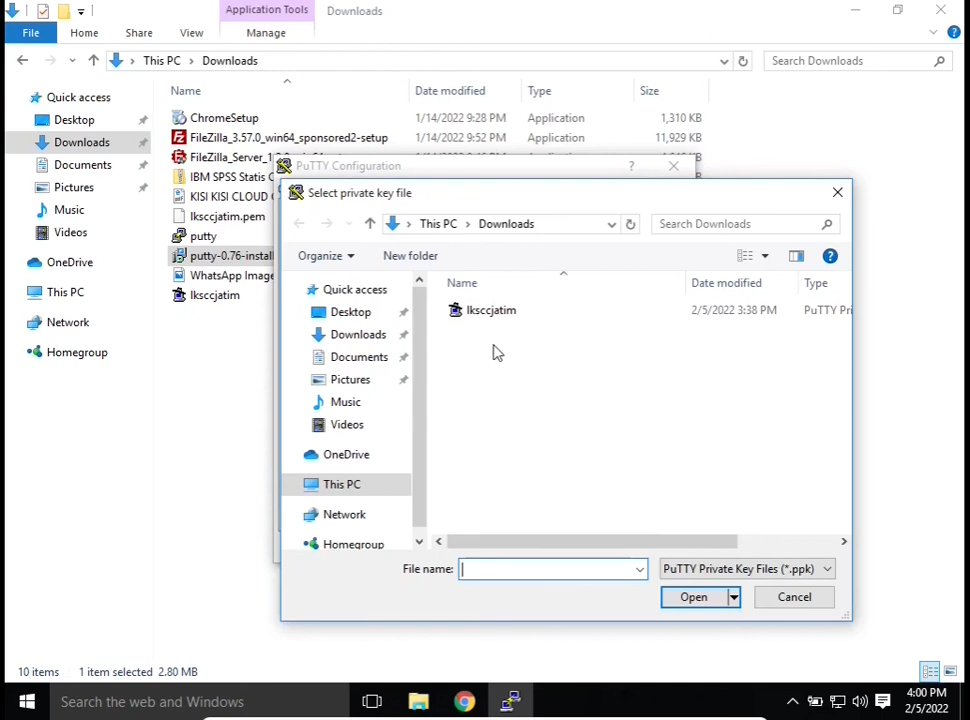 Application Tools
Downloads
File
Home
Share
View
Manage
This PC
Downloads
Search Downloads
Name
Date modified
Type
Size
Quick access
Desktop
Downloads
Documents
Pictures
Music
Videos
OneDrive
This PC
Network
Homegroup
ChromeSetup
1/14/2022 9:28 PM
Application
1,310 KB
FileZilla_3.57.0_win64_sponsored2-setup
1/14/2022 9:52 PM
Application
11,929 KB
FileZilla_Server_1
IBM SPSS Statis
KISI KISI CLOUD
lksccjatim.pem
putty
putty-0.76-install
WhatsApp Image
lksccjatim
PuTTY Configuration
?
Select private key file
This PC
Downloads
Search Downloads
Organize
New folder
Quick access
Desktop
Downloads
Documents
Pictures
Music
Videos
OneDrive
This PC
Network
Homegroup
Name
Date modified
Type
lksccjatim
2/5/2022 3:38 PM
PuTTY Pri
File name:
PuTTY Private Key Files (*.ppk)
Open
Cancel
10 items
1 item selected 2.80 MB
Search the web and Windows
4:00 PM
2/5/2022